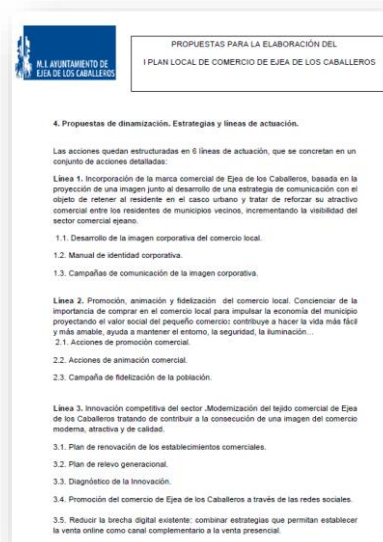 M.I. AYUNTAMIENTO DE
EJEA DE LOS CABALLEROS
PROPUESTAS PARA LA ELABORACIÓN DEL
I PLAN LOCAL DE COMERCIO DE EJEA DE LOS CABALLEROS
4. Propuestas de dinamización. Estrategias y líneas de actuación.
Las acciones quedan estructuradas en 6 líneas de actuación, que se concretan en un
conjunto de acciones detalladas:
Línea 1. Incorporación de la marca comercial de Ejea de los Caballeros, basada en la
proyección de una imagen junto al desarrollo de una estrategia de comunicación con el
objeto de retener al residente en el casco urbano y tratar de reforzar su atractivo
comercial entre los residentes de municipios vecinos, incrementando la visibilidad del
sector comercial ejeano.
1.1. Desarrollo de la imagen corporativa del comercio local.
1.2. Manual de identidad corporativa.
1.3. Campañas de comunicación de la imagen corporativa.
Línea 2. Promoción, animación y fidelización del comercio local. Concienciar de la
importancia de comprar en el comercio local para impulsar la economía del municipio
proyectando el valor social del pequeño comercio: contribuye a hacer la vida más fácil
y más amable, ayuda a mantener el entorno, la seguridad, la iluminación...
2.1. Acciones de promoción comercial.
2.2. Acciones de animación comercial.
2.3. Campaña de fidelización de la población.
Línea 3. Innovación competitiva del sector .Modernización del tejido comercial de Ejea
de los Caballeros tratando de contribuir a la consecución de una imagen del comercio
moderna, atractiva y de calidad.
3.1. Plan de renovación de los establecimientos comerciales.
3.2. Plan de relevo generacional.
3.3. Diagnóstico de la Innovación.
3.4. Promoción del comercio de Ejea de los Caballeros a través de las redes sociales.
3.5. Reducir la brecha digital existente: combinar estrategias que permitan establecer
la venta online como canal complementario a la venta presencial.